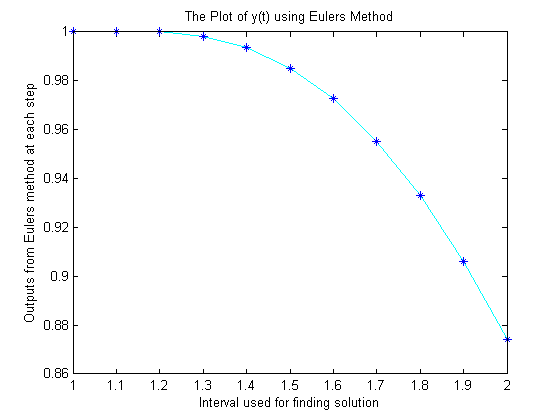 The Plot of y(t) using Eulers Method
Outputs from Eulers method at each step
1
0.98
0.96
0.94
0.92
0.9
0.88
0.86
1 1.1 1.2 1.3 1.4 1.5 1.6 1.7 1.8 1.9 2
Interval used for finding solution